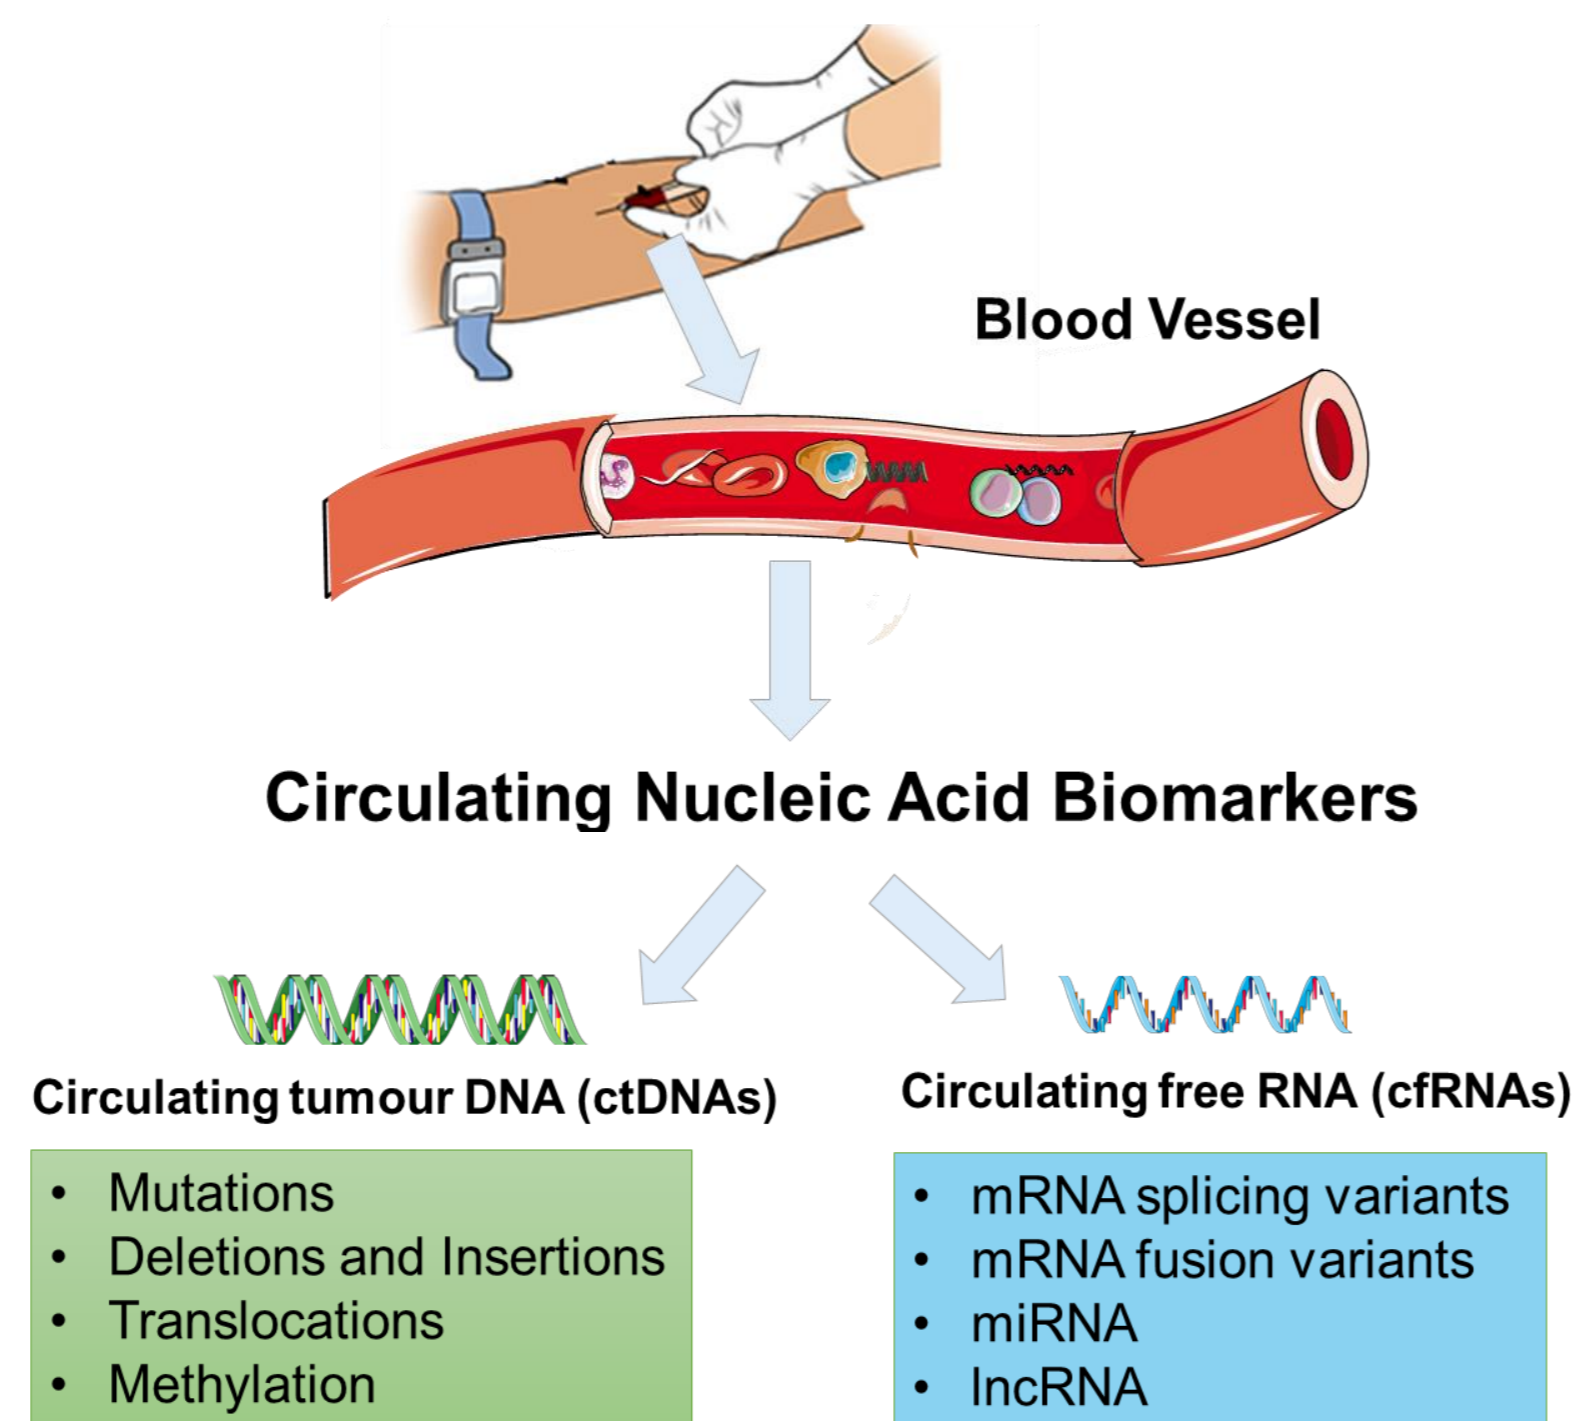 Blood Vessel
Circulating Nucleic Acid Biomarkers
Circulating tumour DNA (ctDNAs)
• Mutations
• Deletions and Insertions
• Translocations
• Methylation
Circulating free RNA (cfRNAs)
• mRNA splicing variants
• mRNA fusion variants
• miRNA
• lncRNA